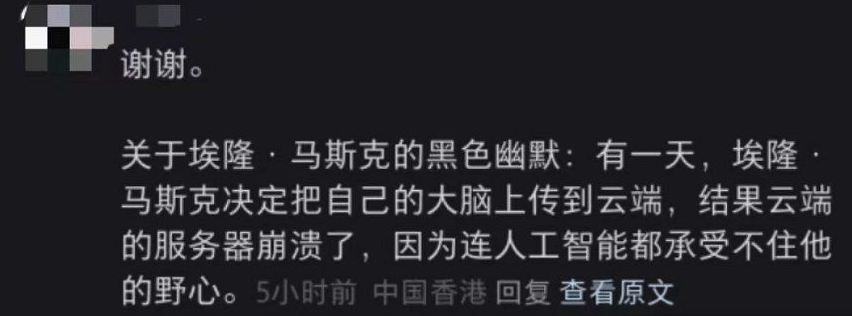 谢谢。
关于埃隆·马斯克的黑色幽默：有一天，埃隆·
马斯克决定把自己的大脑上传到云端，结果云端
的服务器崩溃了，因为连人工智能都承受不住他
的野心。5小时前 中国香港 回复 查看原文